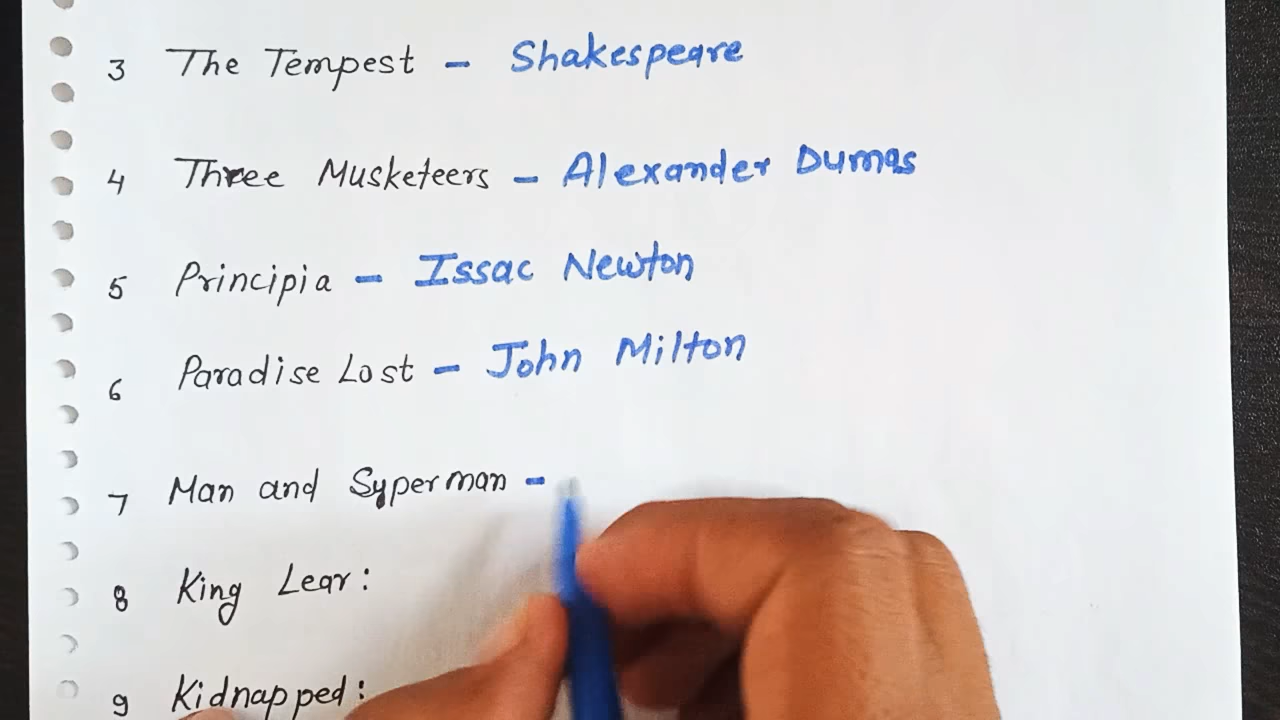 3 The Tempest - Shakespeare
4 Three Musketeers - Alexander Dumas
5 Principia - Issac Newton
6 Paradise Lost - John Milton
7 Man and Syperman -
8 King Lear:
9 Kidnapped: